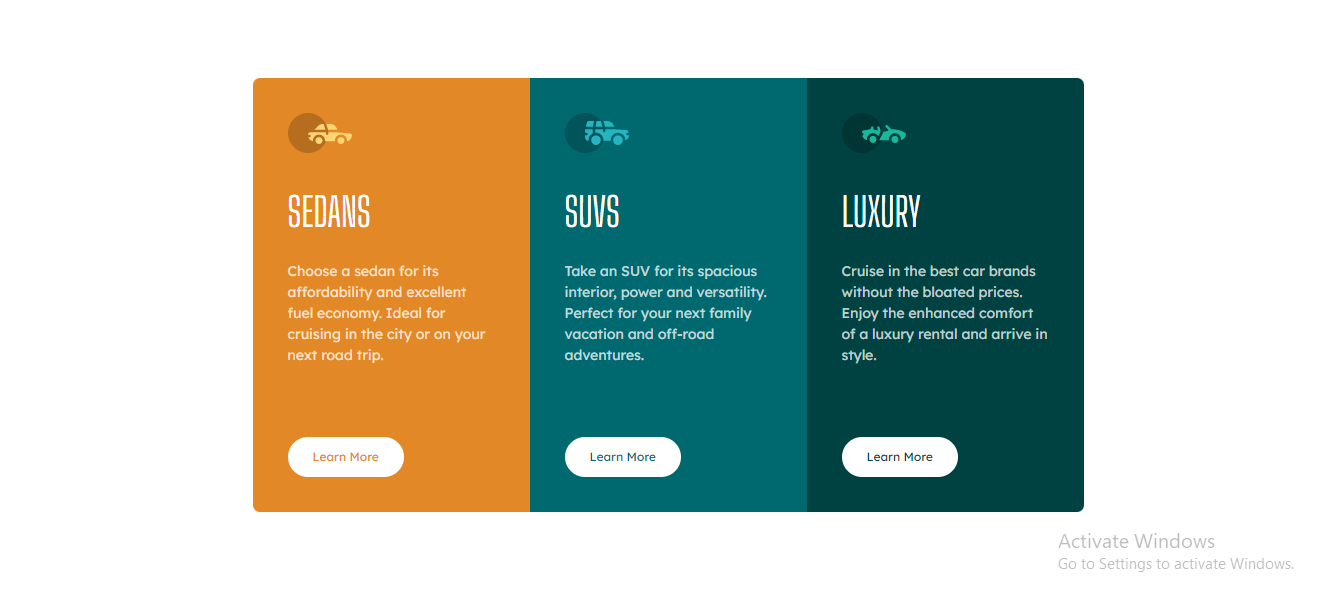 SEDANS
Choose a sedan for its
affordability and excellent
fuel economy. Ideal for
cruising in the city or on your
next road trip.
Learn More
SUVS
Take an SUV for its spacious
interior, power and versatility.
Perfect for your next family
vacation and off-road
adventures.
Learn More
LUXURY
Cruise in the best car brands
without the bloated prices.
Enjoy the enhanced comfort
of a luxury rental and arrive in
style.
Learn More
Activate Windows
Go to Settings to activate Windows.